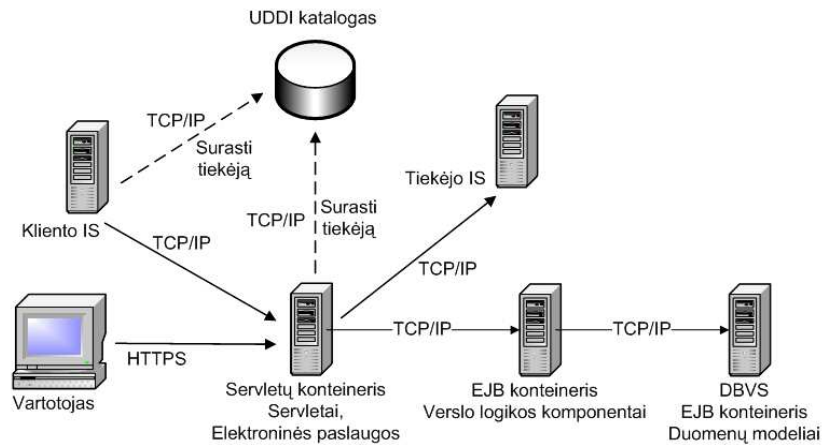 UDDI katalogas
TCP/IP
Surasti
tiekėją
Kliento IS
TCP/IP
TCP/IP
Surasti
tiekėją
Tiekėjo IS
TCP/IP
HTTPS
TCP/IP
TCP/IP
Vartotojas
Servletų konteineris
Servletai,
Elektroninės paslaugos
EJB konteineris
Verslo logikos komponentai
DBVS
EJB konteineris
Duomenų modeliai